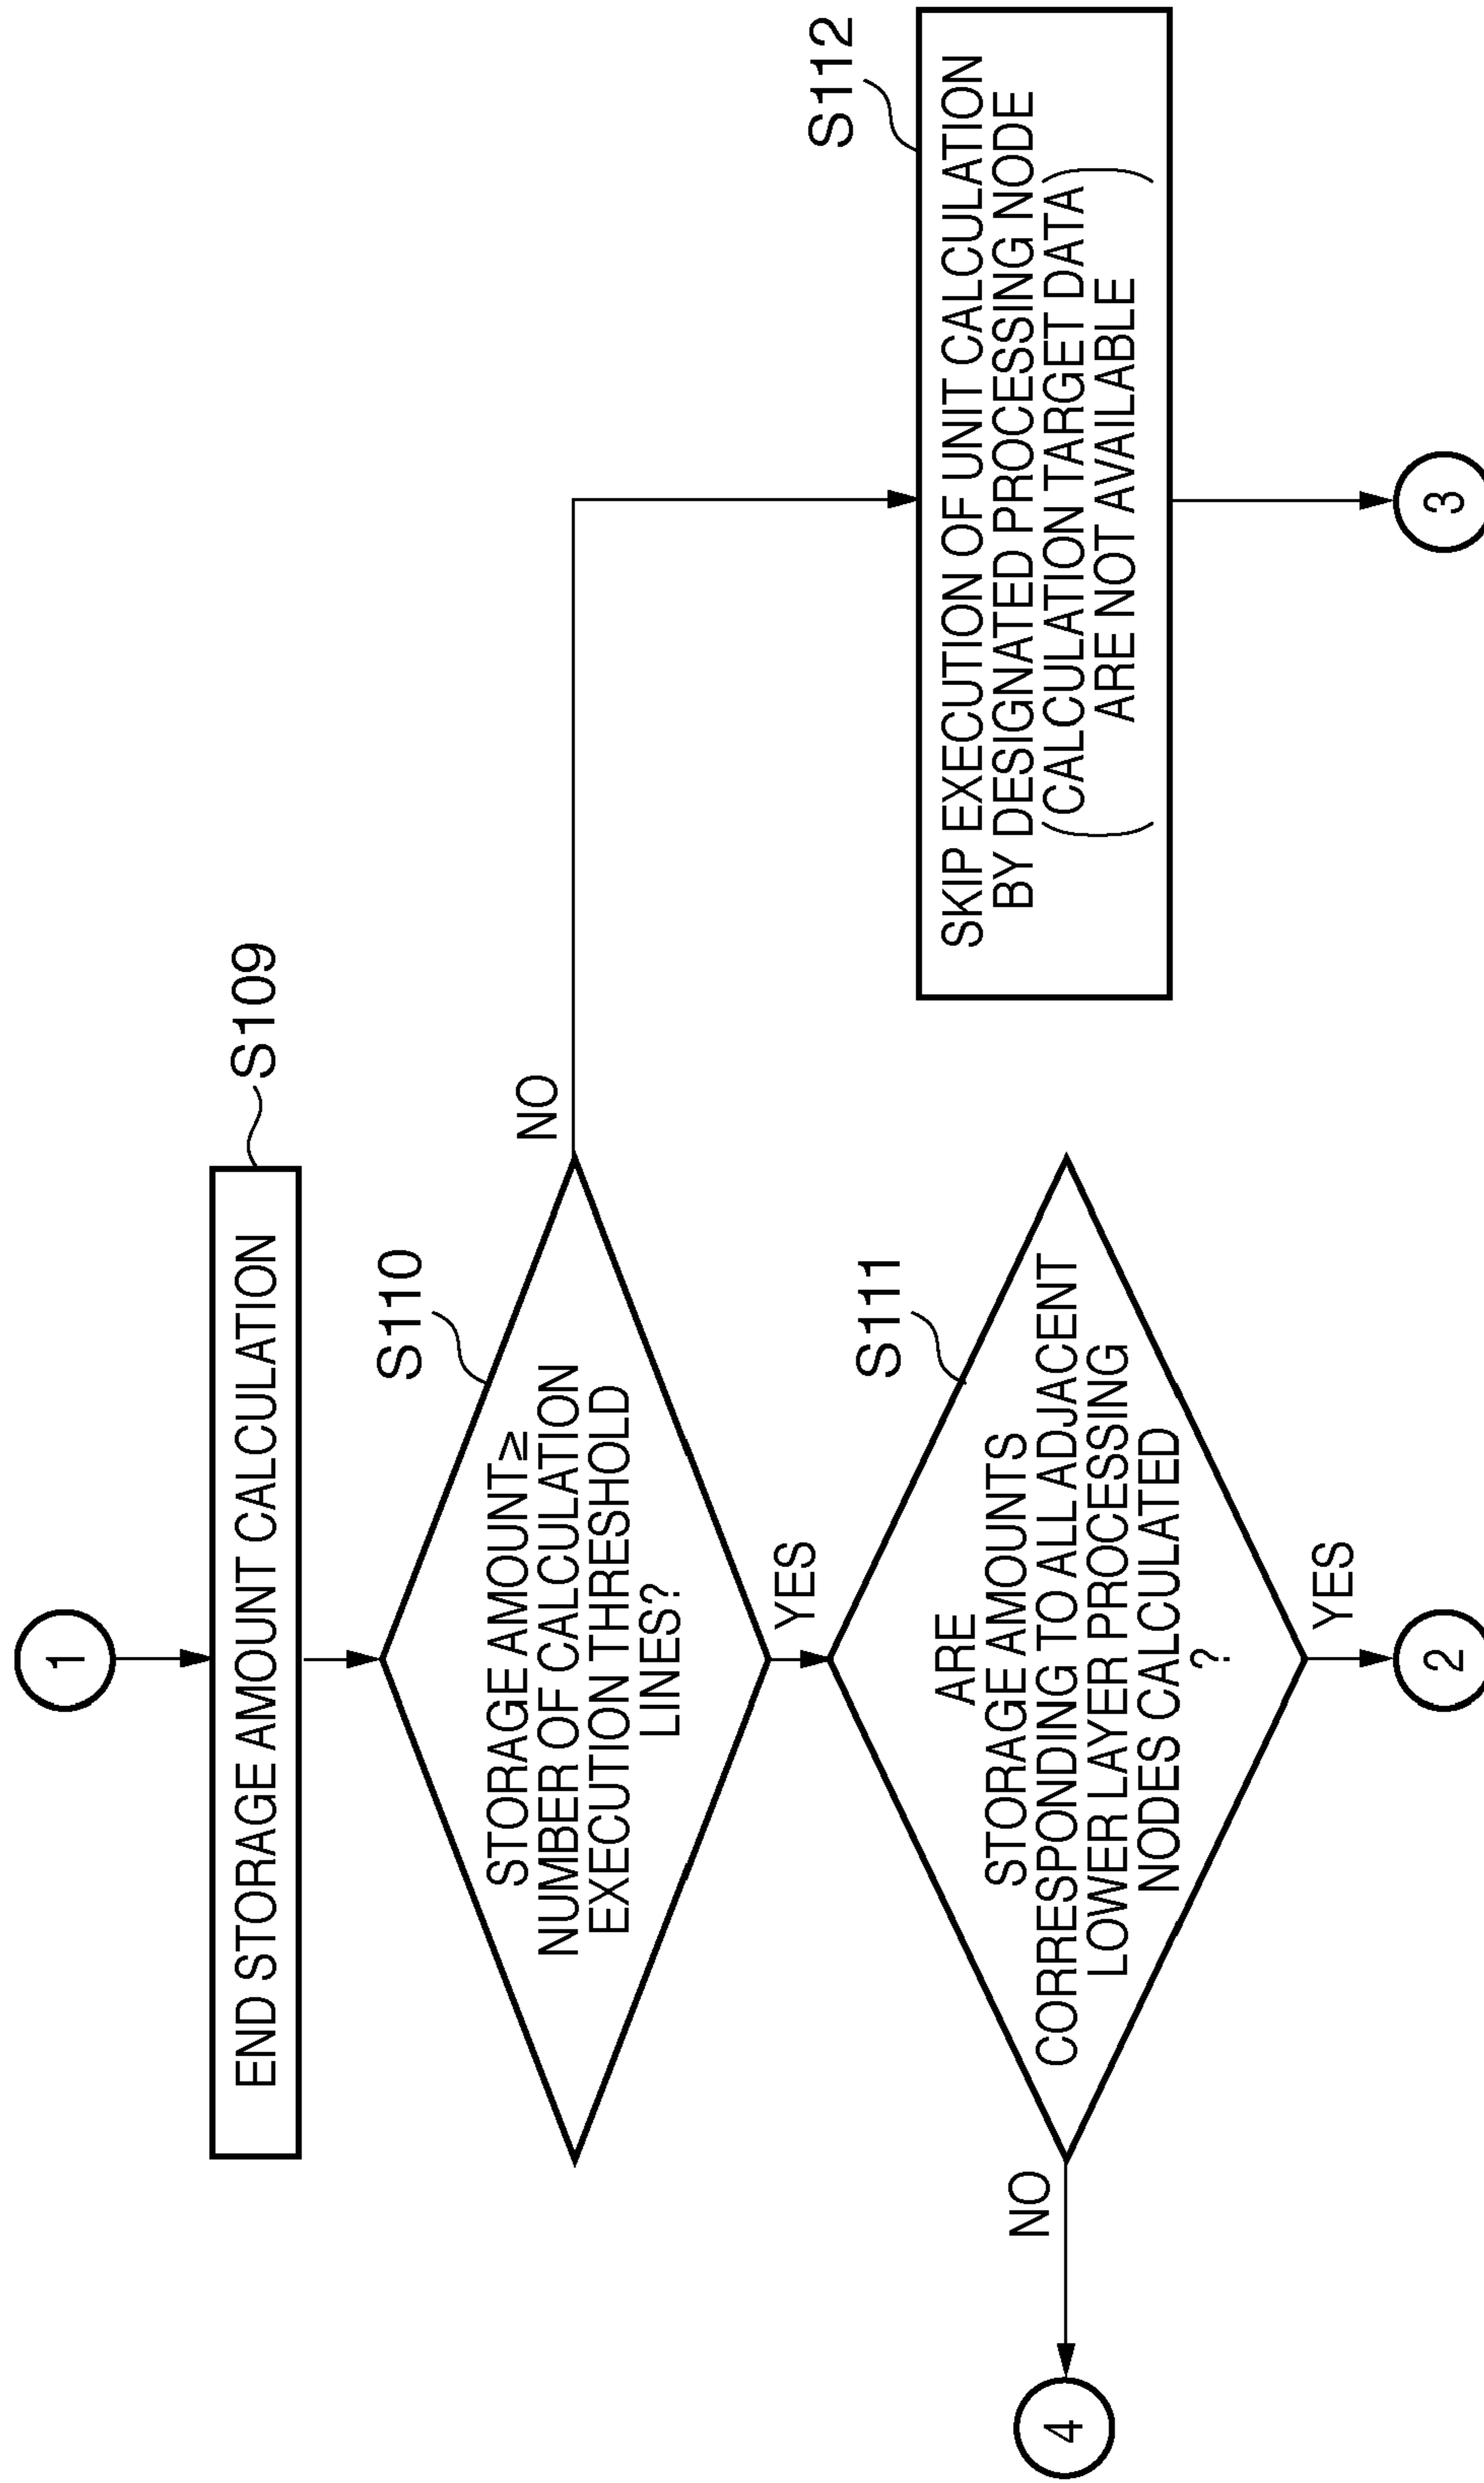 1
END STORAGE AMOUNT CALCULATION
S109
S110
STORAGE AMOUNT≥
NUMBER OF CALCULATION
EXECUTION THRESHOLD
LINES?
NO
YES
S111
ARE
STORAGE AMOUNTS
CORRESPONDING TO ALL ADJACENT
LOWER LAYER PROCESSING
NODES CALCULATED
?
NO
4
YES
2
S112
SKIP EXECUTION OF UNIT CALCULATION
BY DESIGNATED PROCESSING NODE
(CALCULATION TARGET DATA
ARE NOT AVAILABLE)
3